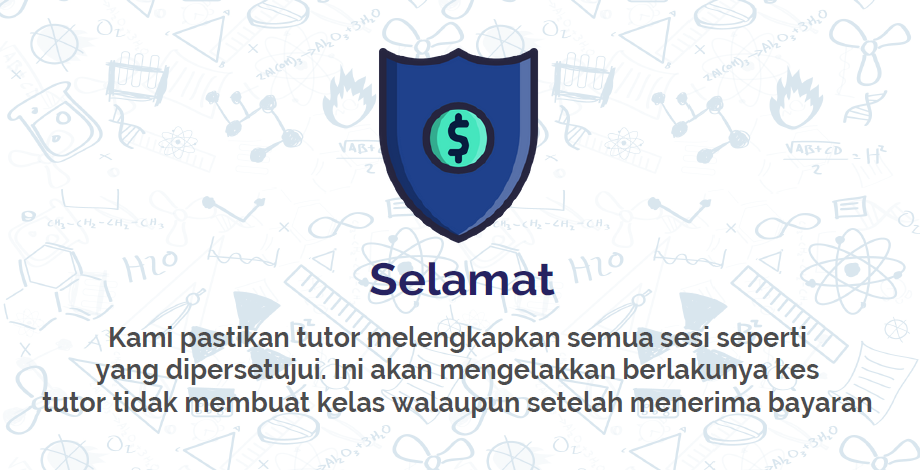 $
Selamat
Kami pastikan tutor melengkapkan semua sesi seperti
yang dipersetujui. Ini akan mengelakkan berlakunya kes
tutor tidak membuat kelas walaupun setelah menerima bayaran